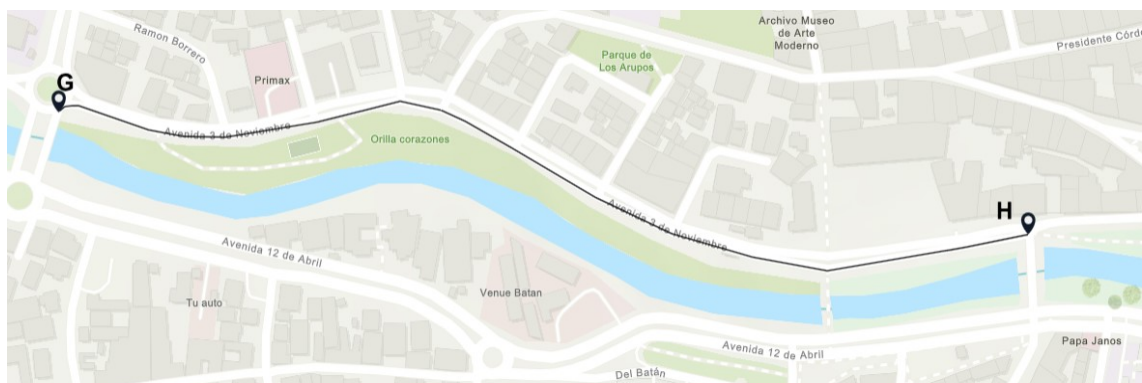 Archivo Museo
de Arte
Moderno
Ramon Borrero
Presidente Córde
Parque de
Los Arupos
G
Primax
Avenida 3 de Noviembre
Orilla corazones
H
Avenida 3 de Noviembre
Avenida 12 de Abril
Venue Batan
Tu auto
Papa Janos
Avenida 12 de Abril
Del Batán